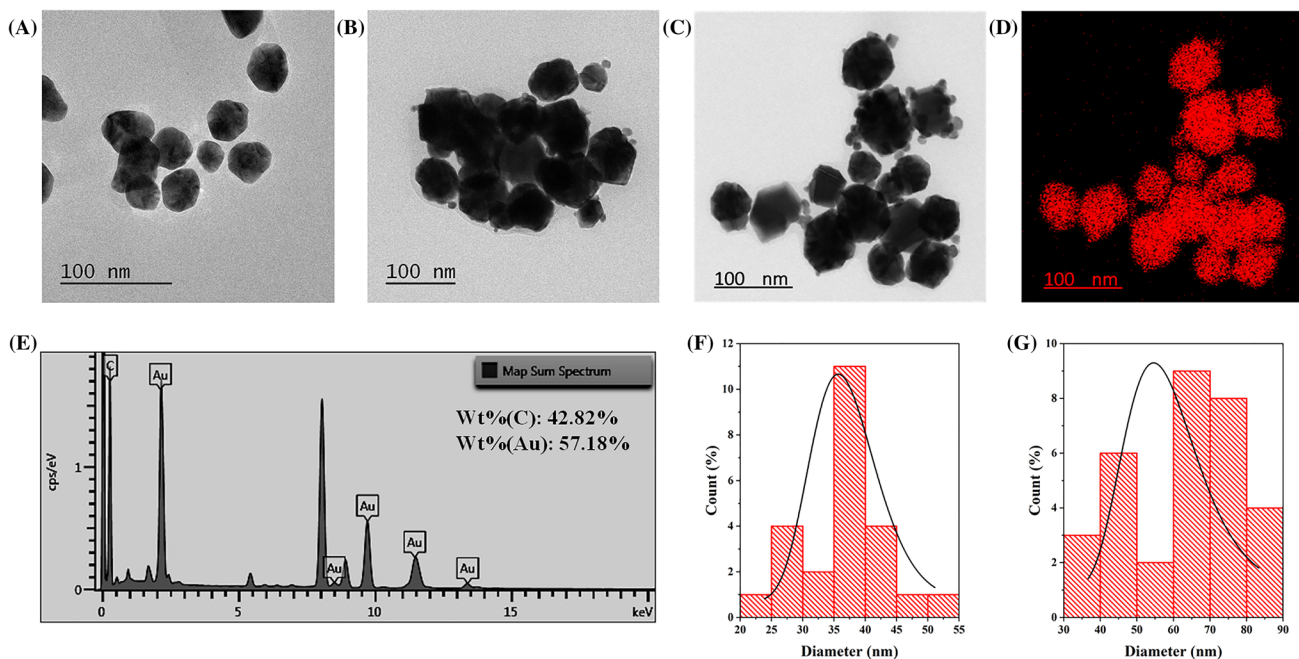 (A)
100 nm
(B)
100 nm
(C)
100 nm
(D)
100 nm
(E)
Map Sum Spectrum
Wt%(C): 42.82%
Wt%(Au): 57.18%
C
Au
Au
Au
Au
Au
cps/eV
1
0
0
5
10
15
keV
(F)
Count (%)
12
10
8
6
4
2
0
20
25
30
35
40
45
50
55
Diameter (nm)
(G)
Count (%)
10
8
6
4
2
0
30
40
50
60
70
80
90
Diameter (nm)